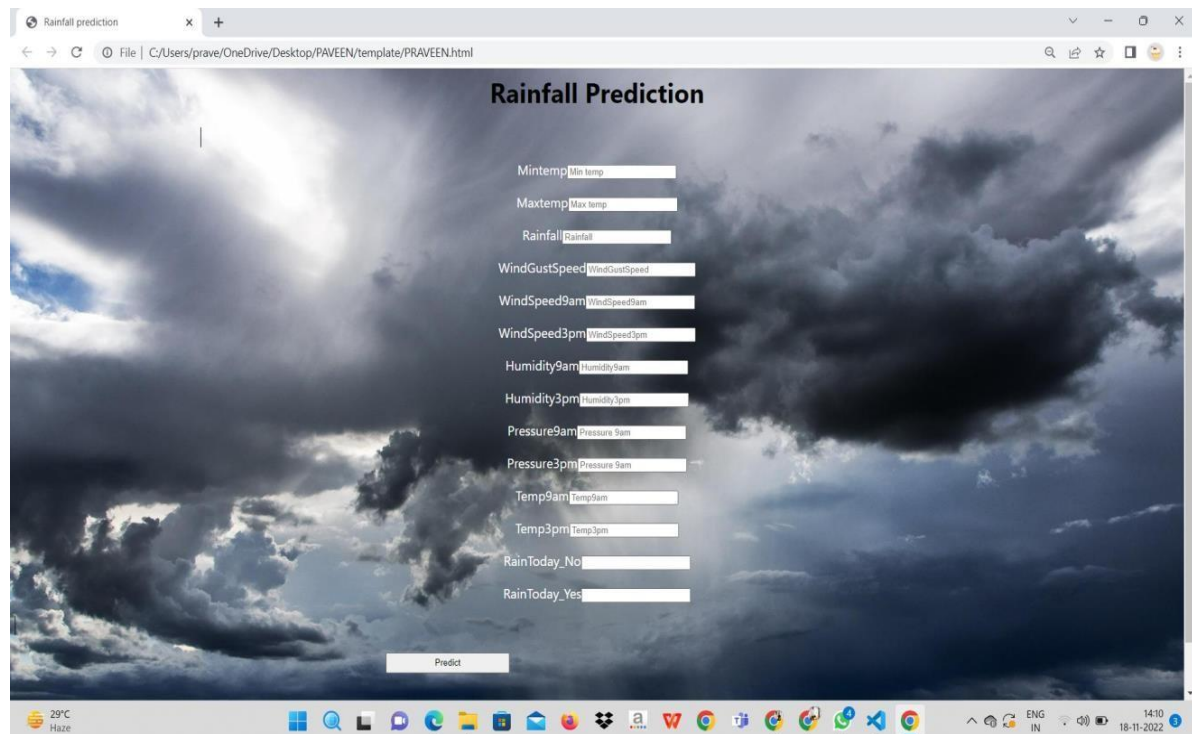 Rainfall prediction
File | C:/Users/prave/OneDrive/Desktop/PAVEEN/template/PRAVEEN.html
Rainfall Prediction
Mintemp Min temp
Maxtemp Max temp
Rainfall Rainfall
WindGustSpeed WindGustSpeed
WindSpeed9am WindSpeed9am
WindSpeed3pm WindSpeed3pm
Humidity9am Humidity9am
Humidity3pm Humidity3pm
Pressure9am Pressure 9am
Pressure3pm Pressure 9am
Temp9am Temp9am
Temp3pm Temp3pm
RainToday_No
RainToday_Yes
Predict
29°C
Haze
a
W
4
ENG
IN
14:10
18-11-2022
3